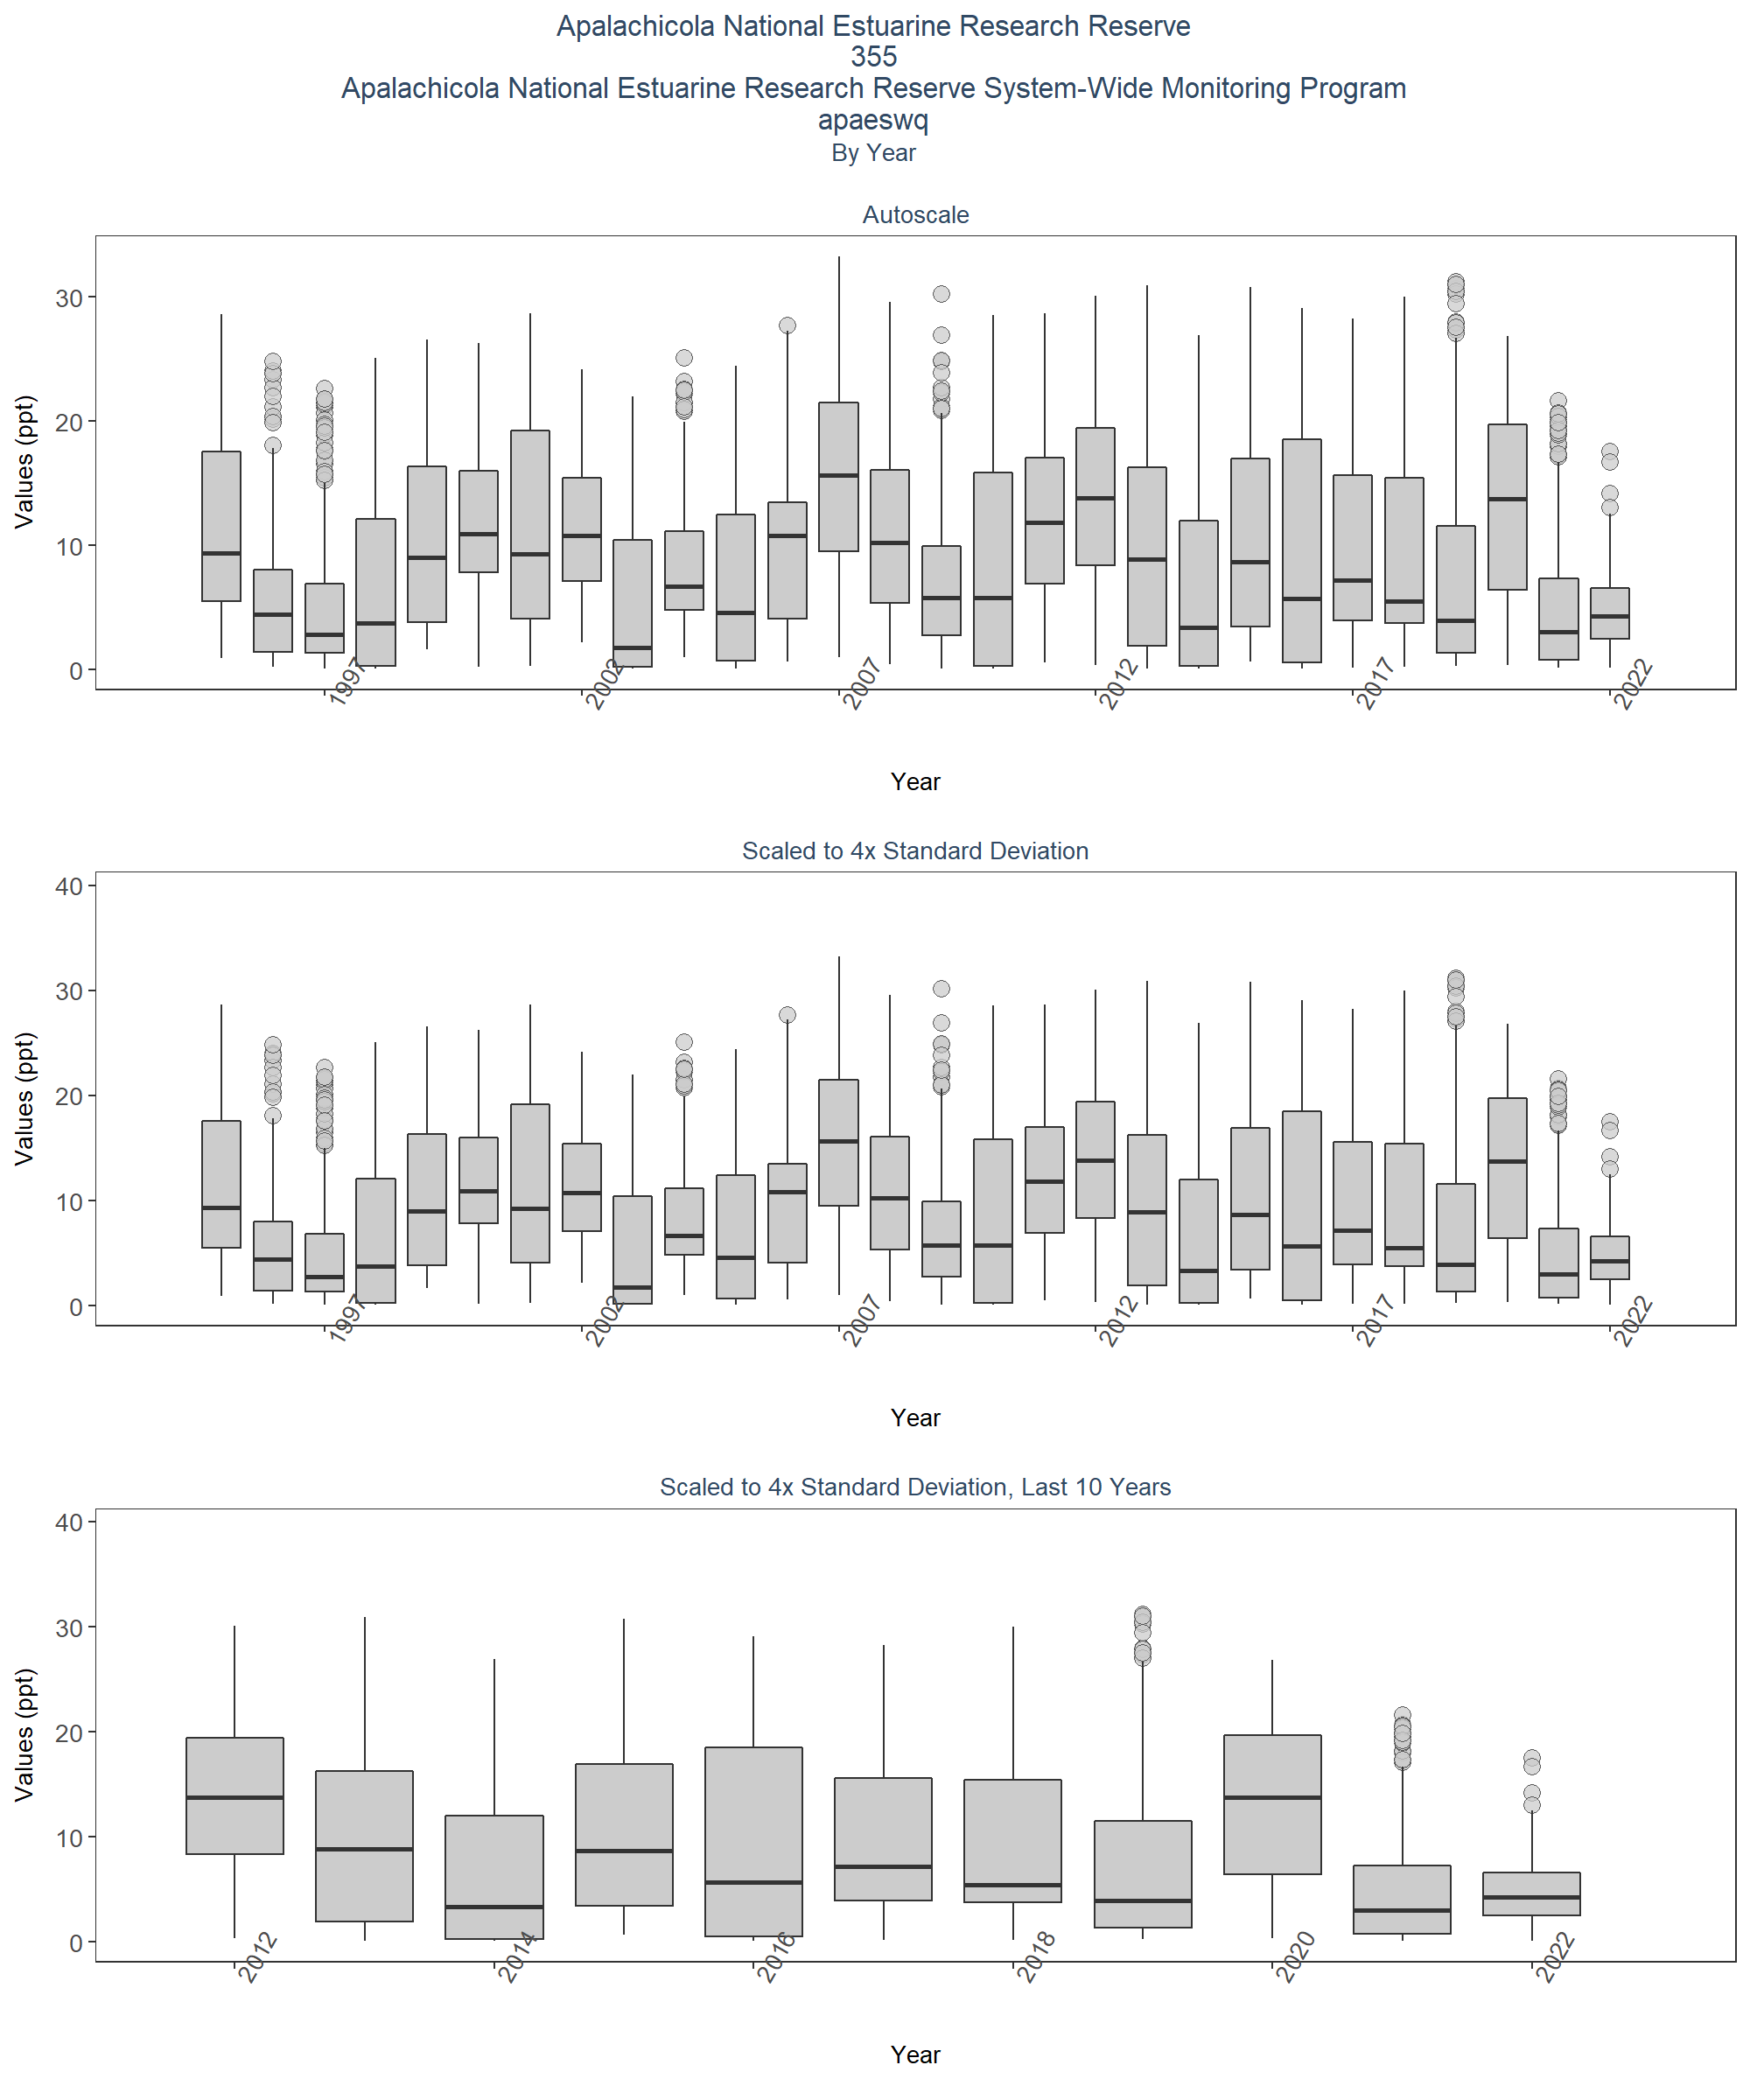 Apalachicola National Estuarine Research Reserve
355
Apalachicola National Estuarine Research Reserve System-Wide Monitoring Program
apaeswq
By Year
Autoscale
Values (ppt)
30
20
10
0
1997
2002
2007
2012
2017
2022
Year
Scaled to 4x Standard Deviation
Values (ppt)
40
30
20
10
0
1997
2002
2007
2012
2017
2022
Year
Scaled to 4x Standard Deviation, Last 10 Years
Values (ppt)
40
30
20
10
0
2012
2014
2016
2018
2020
2022
Year